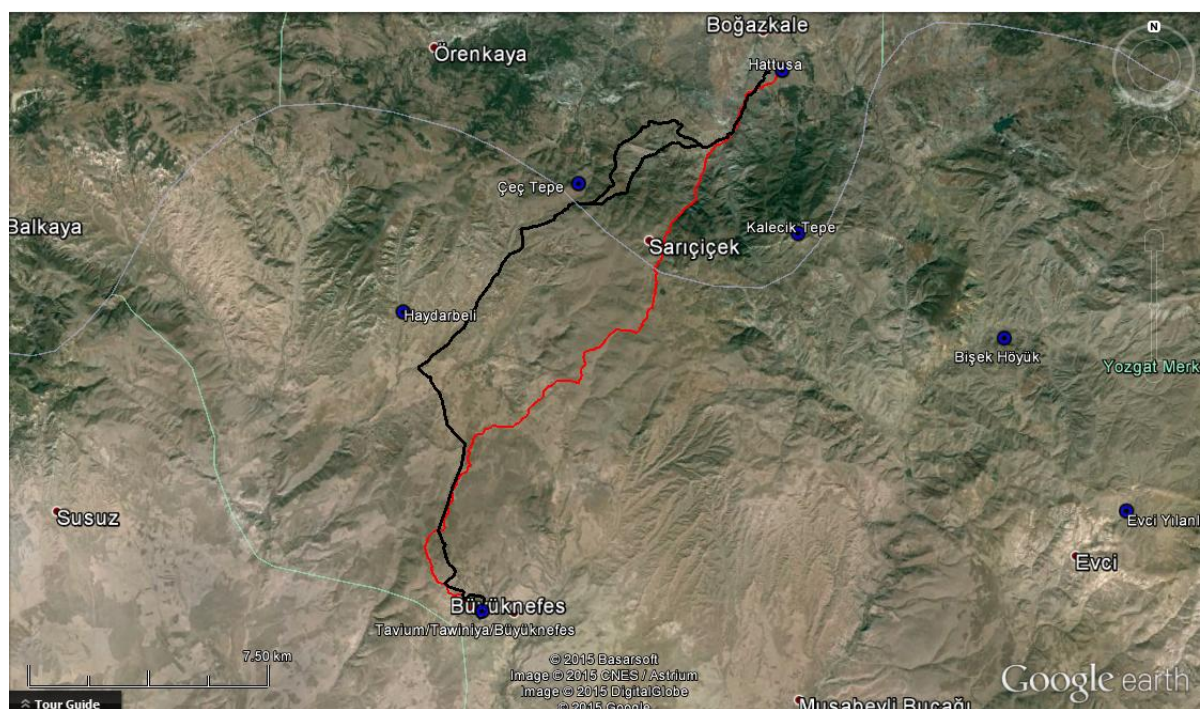 Boğazkale
N
Örenkaya
Hattusa
Çeç Tepe
Balkaya
Sarıçiçek
Kalecik Tepe
Haydarbeli
Bişek Höyük
Yozgat Merk
Susuz
Evci Yılanl
Evci
Büyüknefes
Tavium/Tawiniya/Büyüknefes
7.50 km
© 2015 Basarsoft
Image © 2015 CNES / Astrium
Image © 2015 DigitalGlobe
© 2015 Google
Google earth
Tour Guide
Musabeyli Bucağı